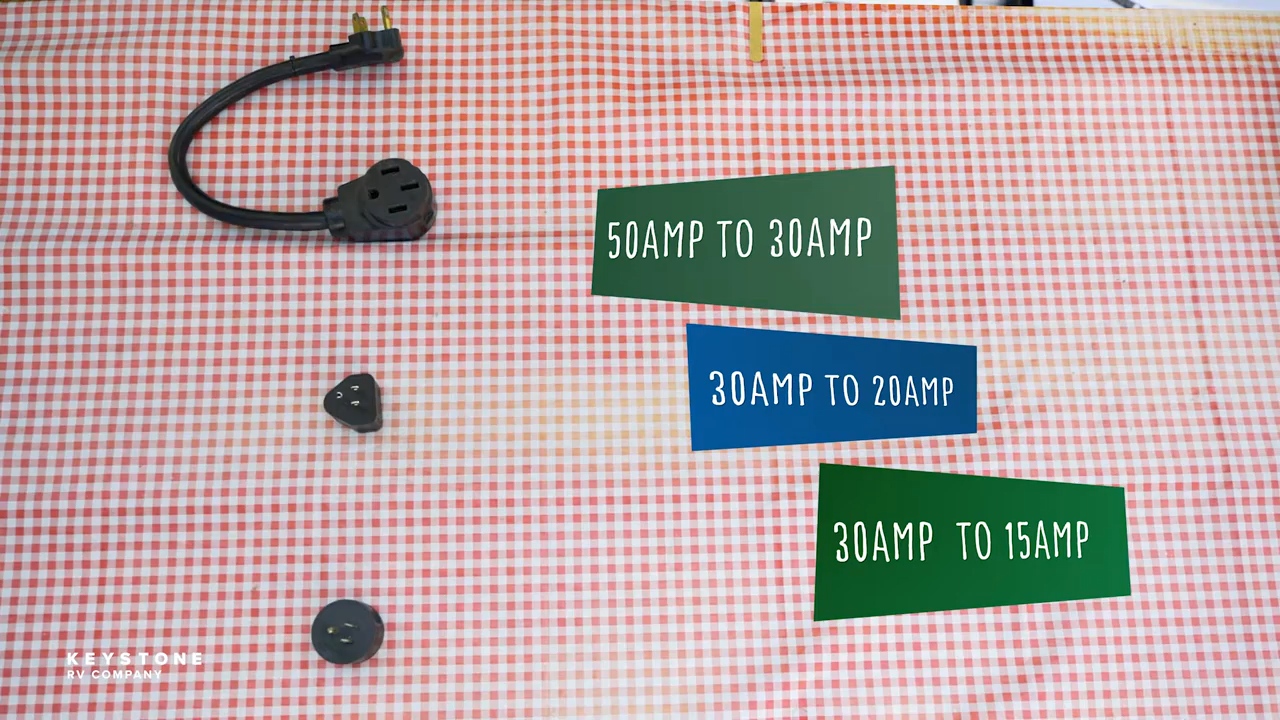 50AMP TO 30AMP
30AMP TO 20AMP
30AMP TO 15AMP
KEYSTONE
RV COMPANY